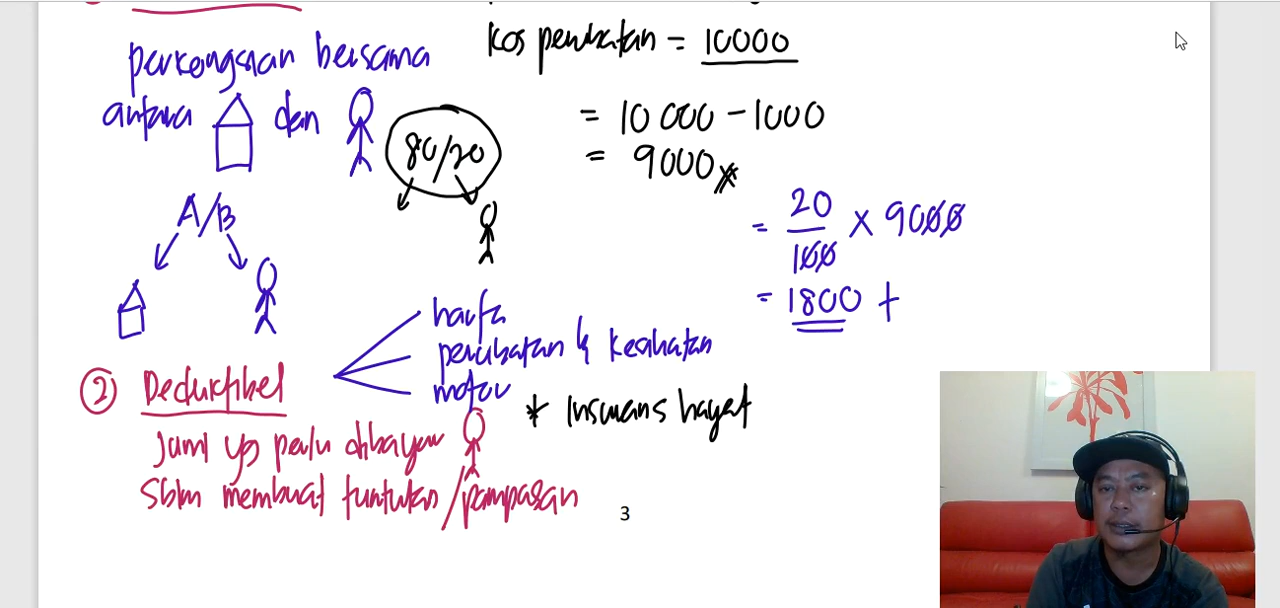 perkongsian bersama
antara dan
80/20
A/B
kos perubatan = 10000
= 10 000 - 1000
= 9000
= 20/100 × 9000
= 1800 +
harta
perubatan & kesihatan
motor
* Insurans hayat
② Deduktibel
Juml yg perlu dibayar
sblm membuat tuntutan / pampasan
3